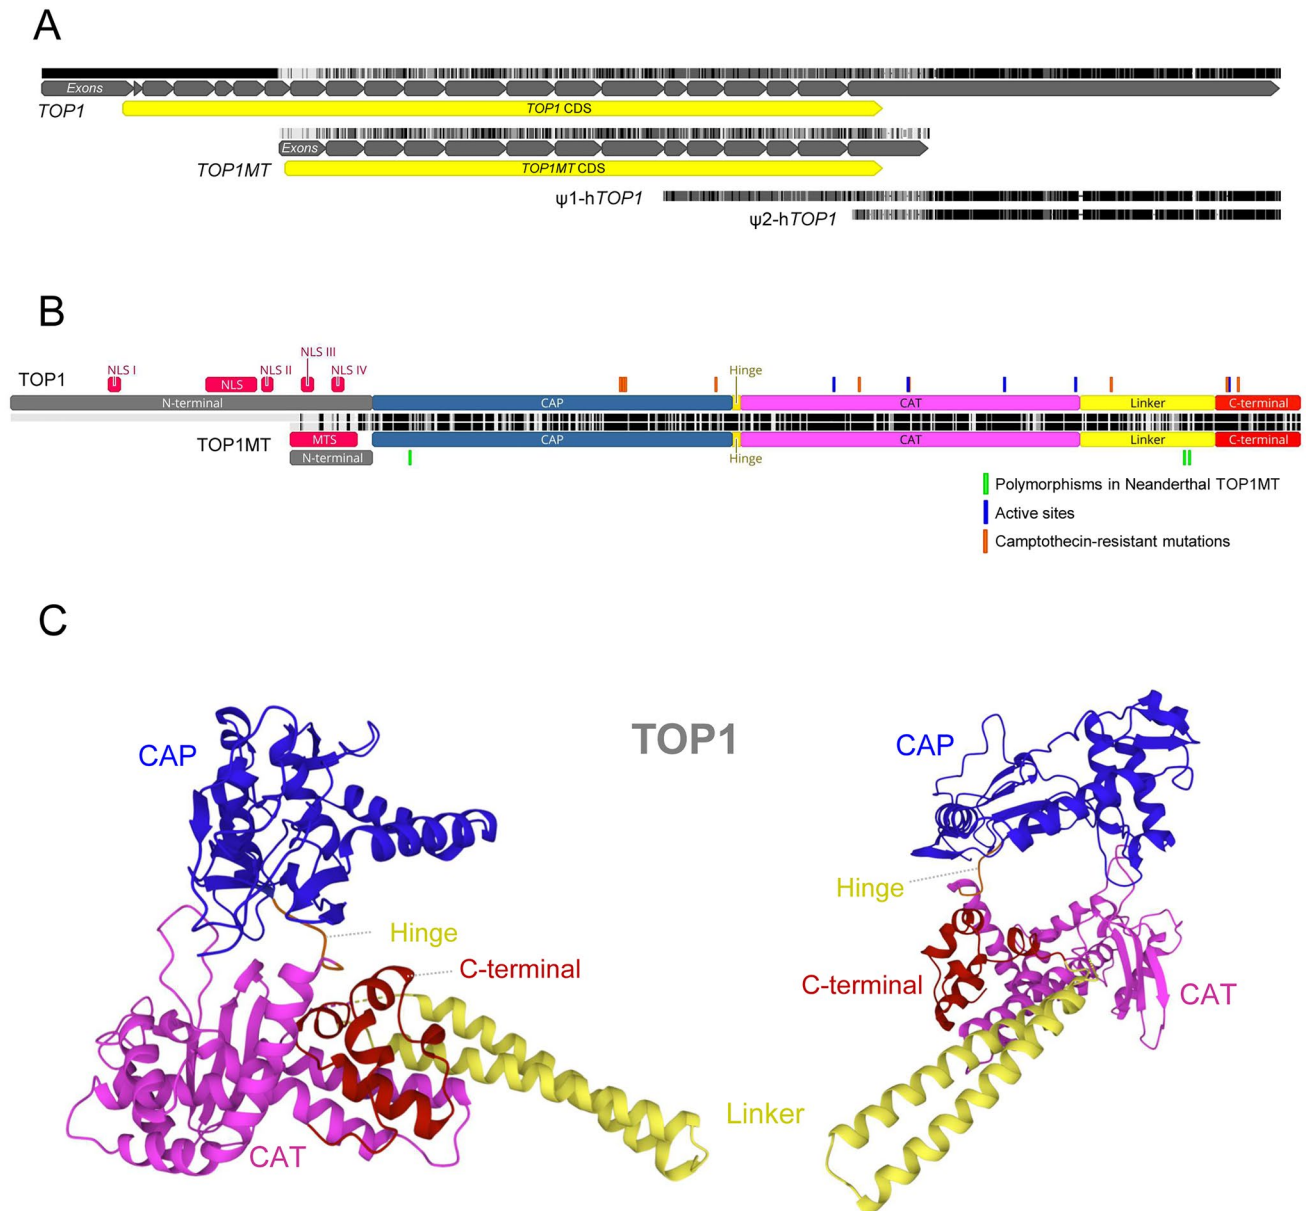 A
Exons
TOP1
TOP1 CDS
Exons
TOP1MT
TOP1MT CDS
ψ1-hTOP1
ψ2-hTOP1
B
NLS III
NLS I
NLS II
NLS IV
Hinge
TOP1
NLS
N-terminal
CAP
CAT
Linker
C-terminal
TOP1MT
MTS
CAP
CAT
Linker
C-terminal
N-terminal
Hinge
Polymorphisms in Neanderthal TOP1MT
Active sites
Camptothecin-resistant mutations
C
TOP1
CAP
CAP
Hinge
Hinge
C-terminal
C-terminal
CAT
Linker
CAT